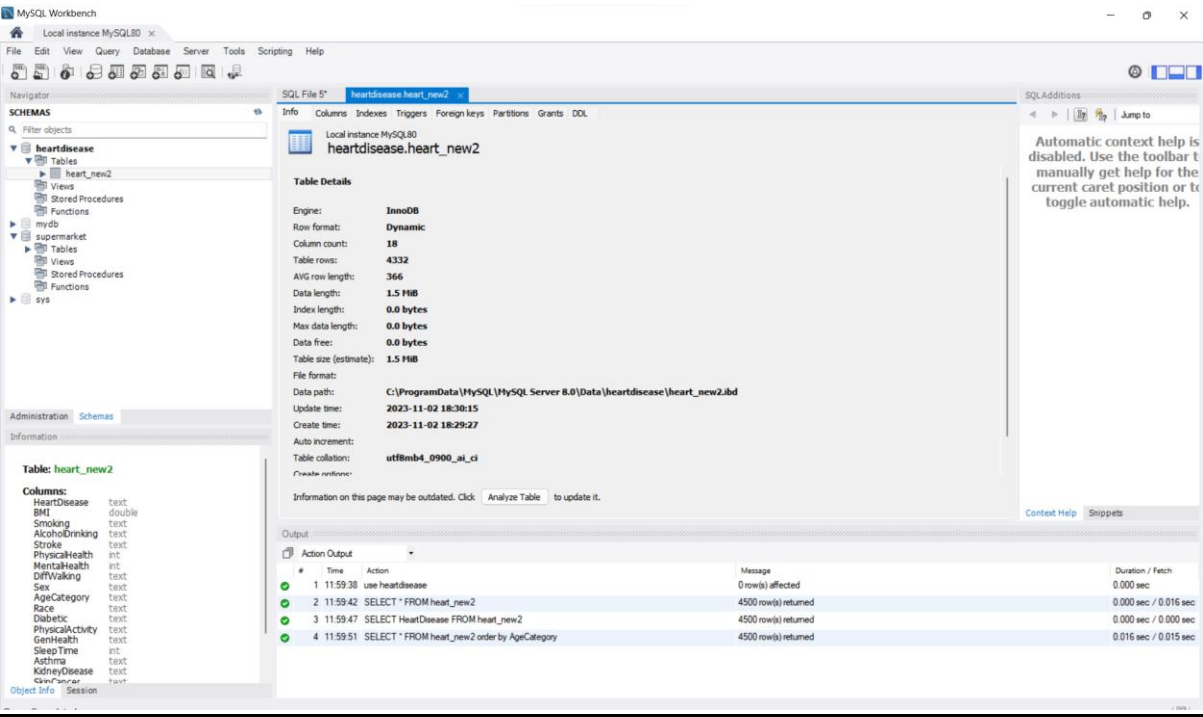 MySQL Workbench
Local instance MySQL80 ×
File Edit View Query Database Server Tools Scripting Help
Navigator
SCHEMAS
Filter objects
heartdisease
Tables
heart_new2
Views
Stored Procedures
Functions
mydb
supermarket
Tables
Views
Stored Procedures
Functions
sys
Administration Schemas
Information
Table: heart_new2
Columns:
HeartDisease text
BMI double
Smoking text
AlcoholDrinking text
Stroke text
PhysicalHealth int
MentalHealth int
DiffWalking text
Sex text
AgeCategory text
Race text
Diabetic text
PhysicalActivity text
GenHealth text
SleepTime int
Asthma text
KidneyDisease text
SkinCancer text
Object Info Session
SQL File 5* heartdisease.heart_new2 ×
Info Columns Indexes Triggers Foreign keys Partitions Grants DDL
Local instance MySQL80
heartdisease.heart_new2
Table Details
Engine: InnoDB
Row format: Dynamic
Column count: 18
Table rows: 4332
AVG row length: 366
Data length: 1.5 MiB
Index length: 0.0 bytes
Max data length: 0.0 bytes
Data free: 0.0 bytes
Table size (estimate): 1.5 MiB
File format:
Data path: C:\ProgramData\MySQL\MySQL Server 8.0\Data\heartdisease\heart_new2.ibd
Update time: 2023-11-02 18:30:15
Create time: 2023-11-02 18:29:27
Auto increment:
Table collation: utf8mb4_0900_ai_ci
Create options:
Information on this page may be outdated. Click Analyze Table to update it.
SQLAdditions
Jump to
Automatic context help is
disabled. Use the toolbar t
manually get help for the
current caret position or to
toggle automatic help.
Context Help Snippets
Output
Action Output
# Time Action Message Duration / Fetch
1 11:59:38 use heartdisease 0 row(s) affected 0.000 sec
2 11:59:42 SELECT * FROM heart_new2 4500 row(s) returned 0.000 sec / 0.016 sec
3 11:59:47 SELECT HeartDisease FROM heart_new2 4500 row(s) returned 0.000 sec / 0.000 sec
4 11:59:51 SELECT * FROM heart_new2 order by AgeCategory 4500 row(s) returned 0.016 sec / 0.015 sec